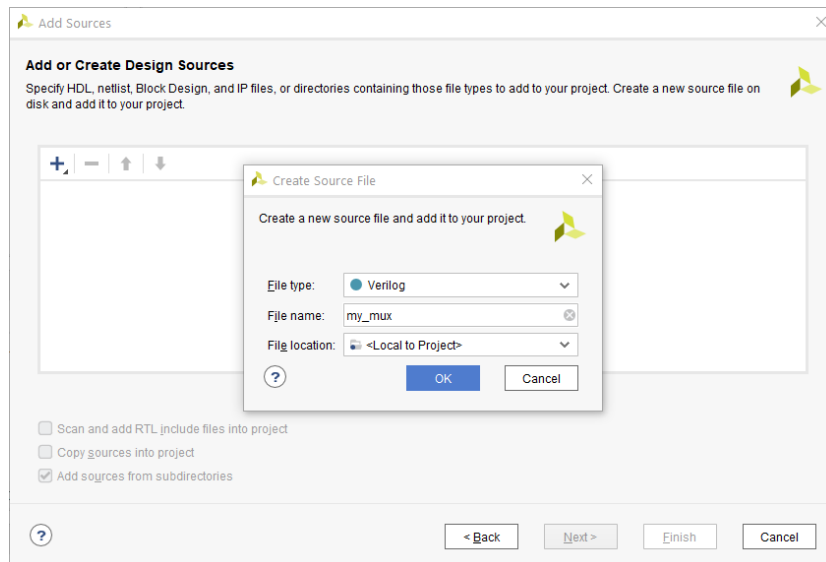 Add Sources
Add or Create Design Sources
Specify HDL, netlist, Block Design, and IP files, or directories containing those file types to add to your project. Create a new source file on
disk and add it to your project.
Create Source File
Create a new source file and add it to your project.
File type: Verilog
File name: my_mux
File location: <Local to Project>
?
OK Cancel
Scan and add RTL include files into project
Copy sources into project
Add sources from subdirectories
? < Back Next > Finish Cancel